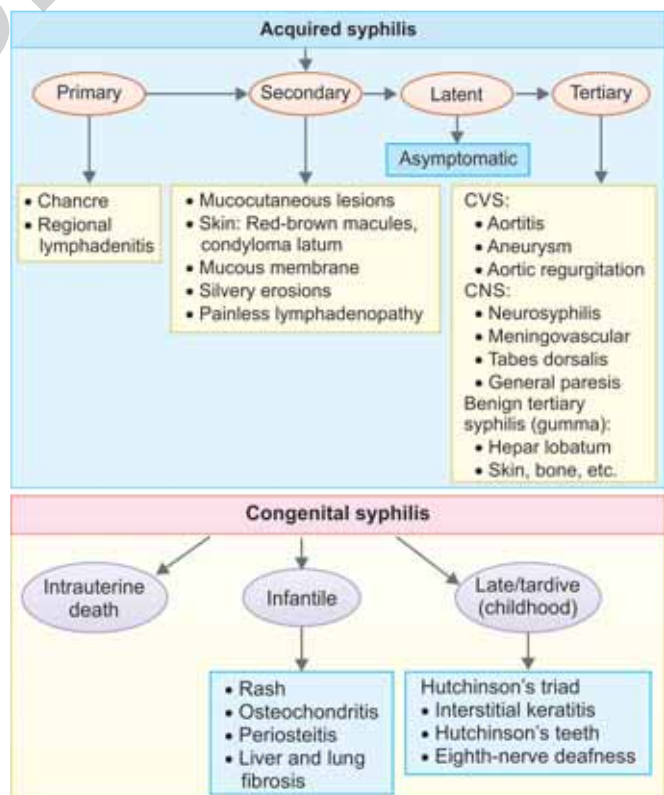 Acquired syphilis
Primary
Secondary
Latent
Tertiary
Asymptomatic
• Chancre
• Regional
lymphadenitis
• Mucocutaneous lesions
• Skin: Red-brown macules,
condyloma latum
• Mucous membrane
• Silvery erosions
• Painless lymphadenopathy
CVS:
• Aortitis
• Aneurysm
• Aortic regurgitation
CNS:
• Neurosyphilis
• Meningovascular
• Tabes dorsalis
• General paresis
Benign tertiary
syphilis (gumma):
• Hepar lobatum
• Skin, bone, etc.
Congenital syphilis
Intrauterine
death
Infantile
Late/tardive
(childhood)
• Rash
• Osteochondritis
• Periosteitis
• Liver and lung
fibrosis
Hutchinson's triad
• Interstitial keratitis
• Hutchinson's teeth
• Eighth-nerve deafness